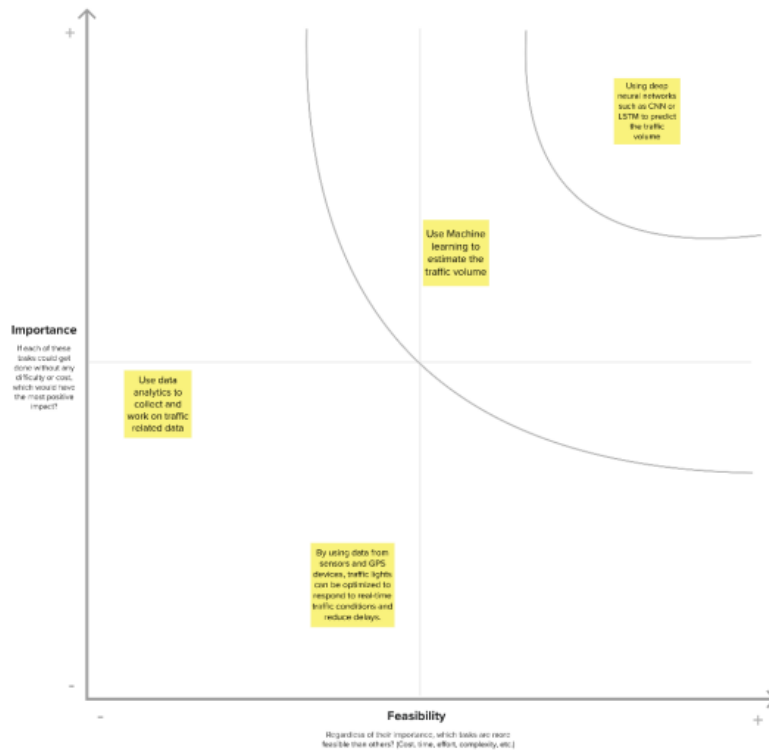 +
Using deep
neural networks
such as CNN or
LSTM to predict
the traffic
volume
Use Machine
learning to
estimate the
traffic volume
Importance
If each of these
tasks could get
done without any
difficulty or cost,
which would have
the most positive
impact?
Use data
analytics to
collect and
work on traffic
related data
By using data from
sensors and GPS
devices, traffic lights
can be optimized to
respond to real-time
traffic conditions and
reduce delays.
-
-
Feasibility
+
Regardless of their importance, which tasks are more
feasible than others? (Cost, time, effort, complexity, etc.)